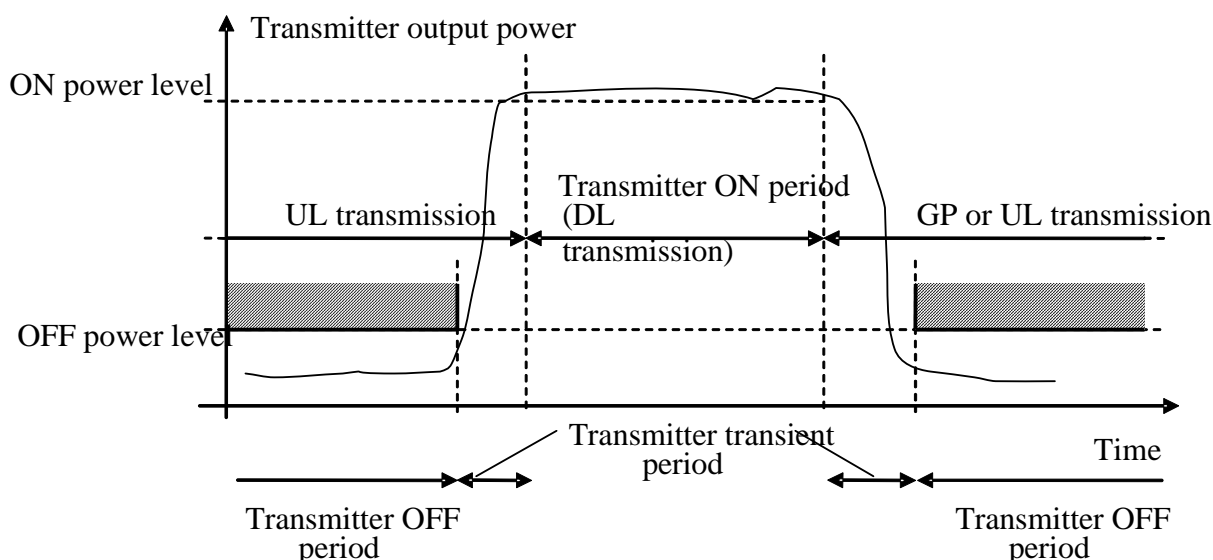 Transmitter output power
ON power level
Transmitter ON period
UL transmission
(DL
GP or UL transmission
transmission)
OFF power level
Transmitter transient
period
Time
Transmitter OFF
period
Transmitter OFF
period